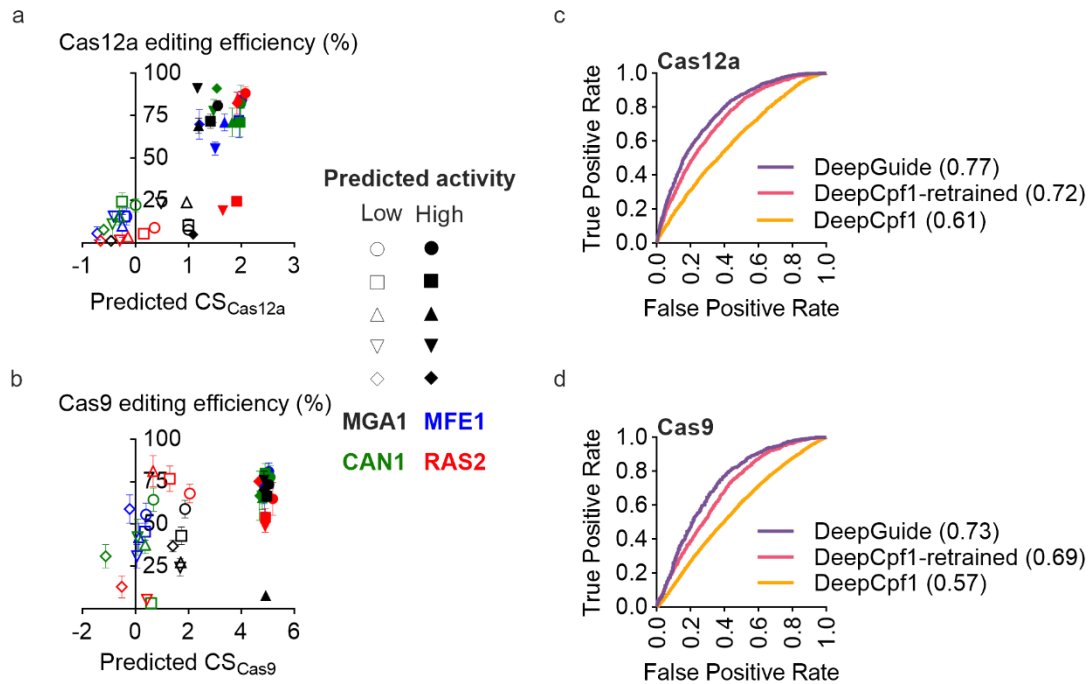 a
Cas12a editing efficiency (%)
100
75
50
25
0
-1 0 1 2 3
Predicted CS Cas12a
Predicted activity
Low High
MGA1 MFE1
CAN1 RAS2
b
Cas9 editing efficiency (%)
100
75
50
25
-2 0 2 4 6
Predicted CS Cas9
c
Cas12a
True Positive Rate
1.0
0.8
0.6
0.4
0.2
0.0
DeepGuide (0.77)
DeepCpf1-retrained (0.72)
DeepCpf1 (0.61)
0.0 0.2 0.4 0.6 0.8 1.0
False Positive Rate
d
Cas9
True Positive Rate
1.0
0.8
0.6
0.4
0.2
0.0
DeepGuide (0.73)
DeepCpf1-retrained (0.69)
DeepCpf1 (0.57)
0.0 0.2 0.4 0.6 0.8 1.0
False Positive Rate